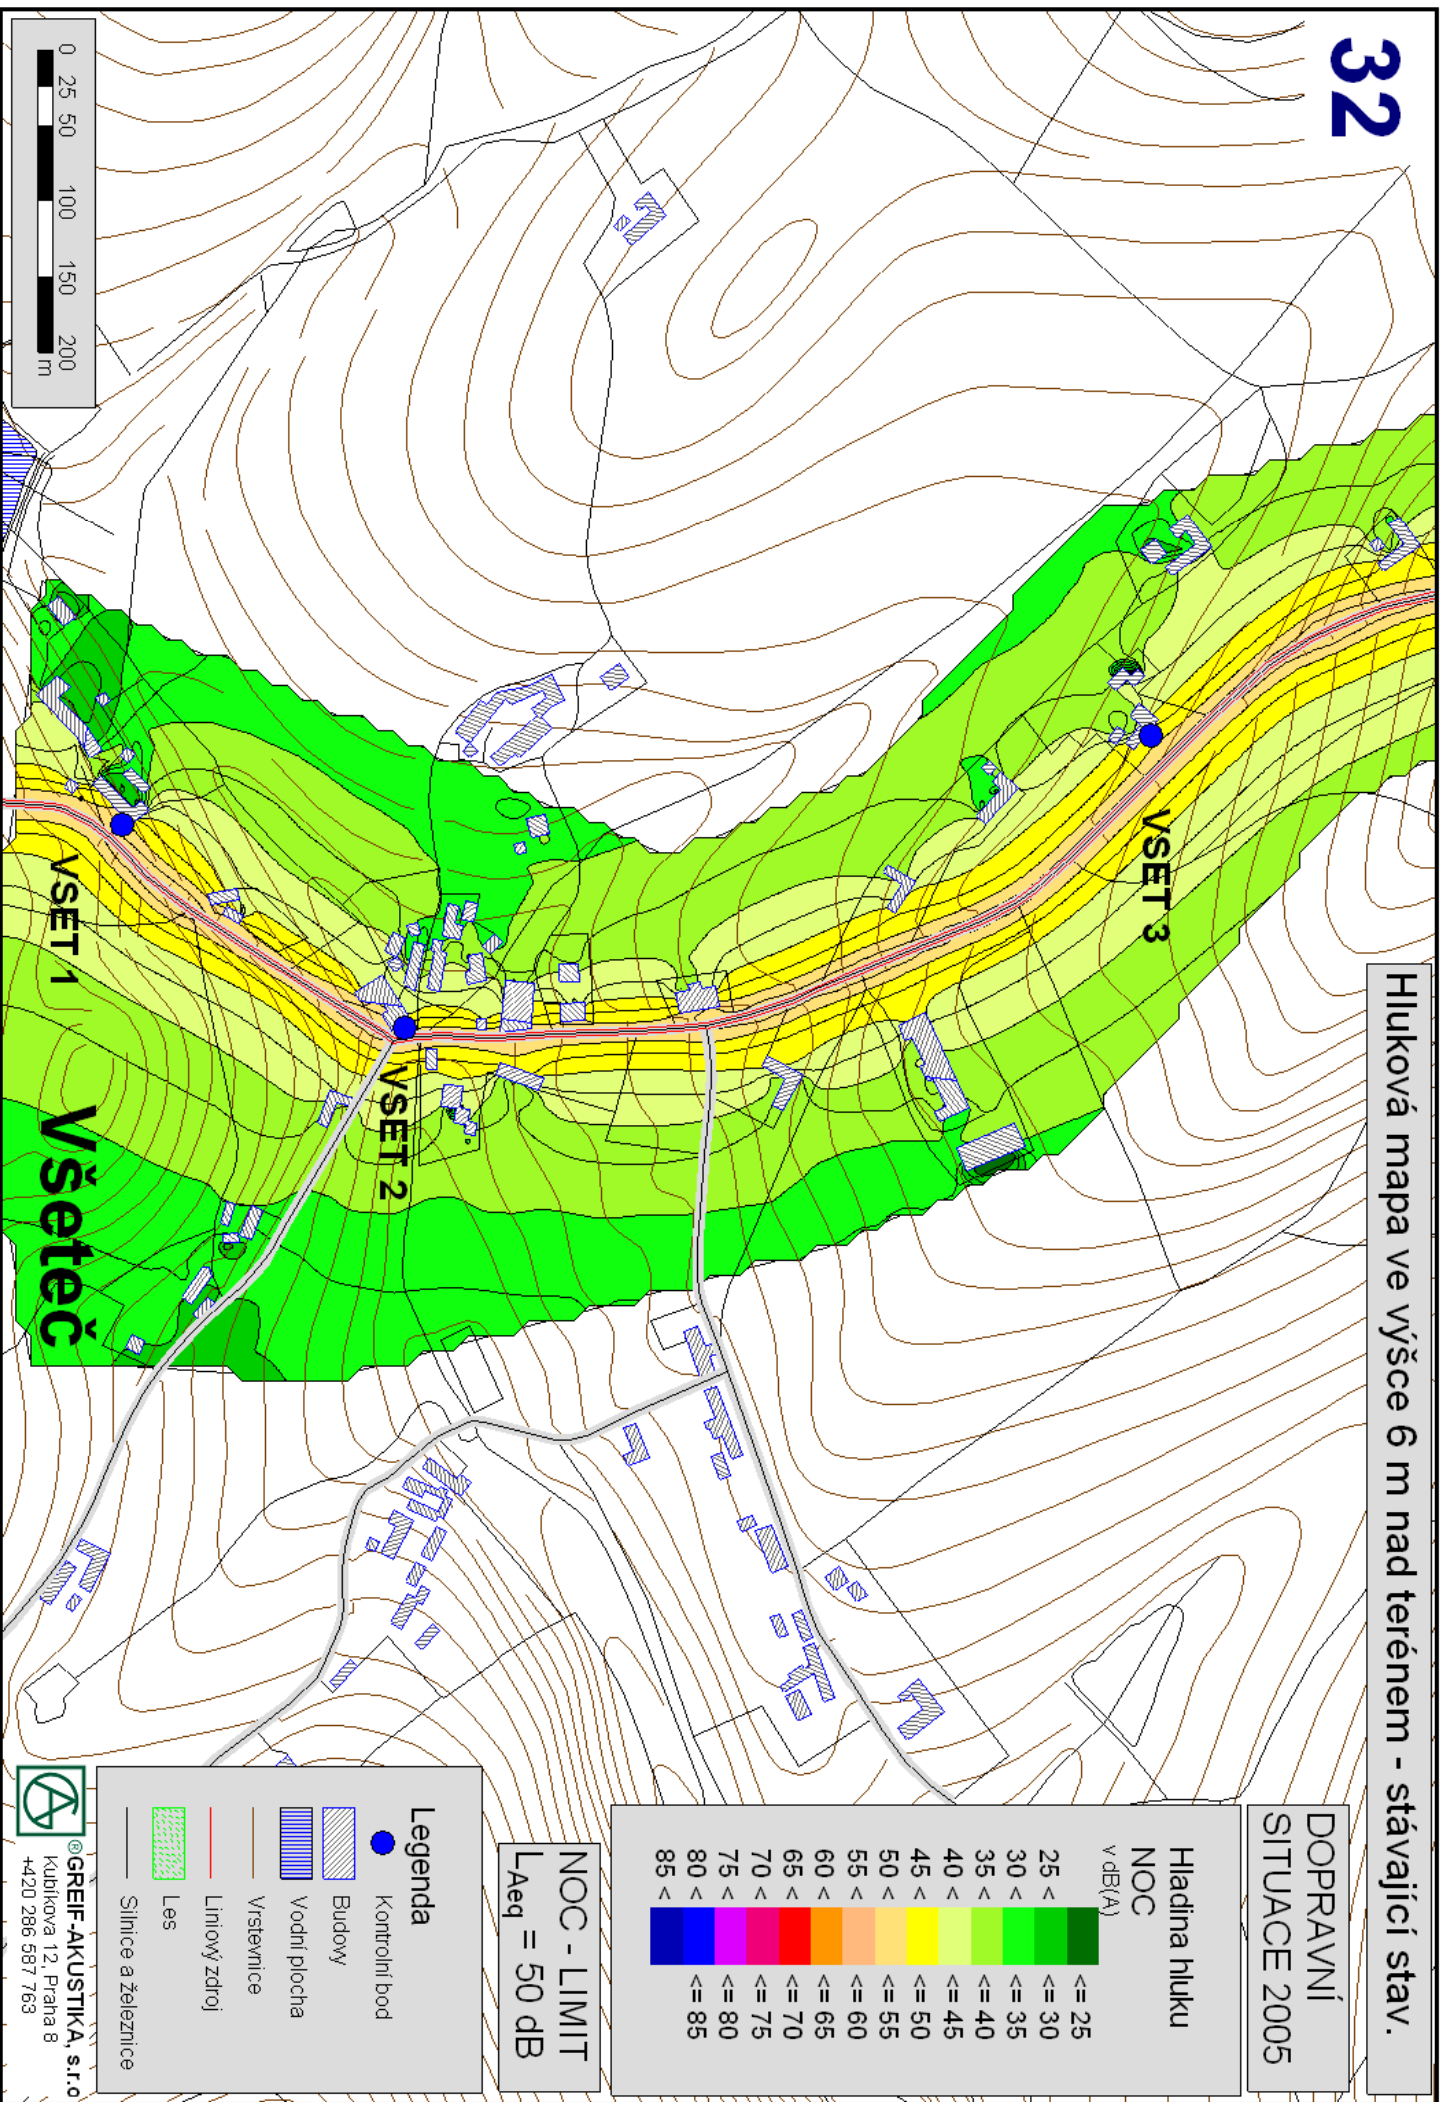 32
Hluková mapa ve výšce 6 m nad terénem - stávající stav.
DOPRAVNÍ
SITUACE 2005
Hladina hluku
NOC
v dB(A)
<= 25
25 < <= 30
30 < <= 35
35 < <= 40
40 < <= 45
45 < <= 50
50 < <= 55
55 < <= 60
60 < <= 65
65 < <= 70
70 < <= 75
75 < <= 80
80 < <= 85
85 <
NOC - LIMIT
LAeq = 50 dB
VSET 3
VSET 2
VSET 1
Všeteč
0 25 50 100 150 200
m
Legenda
Kontrolní bod
Budovy
Vodní plocha
Vrstevnice
Liniový zdroj
Les
Silnice a železnice
®GREIF-AKUSTIKA, s.r.o
Kubíkova 12, Praha 8
+420 286 587 763